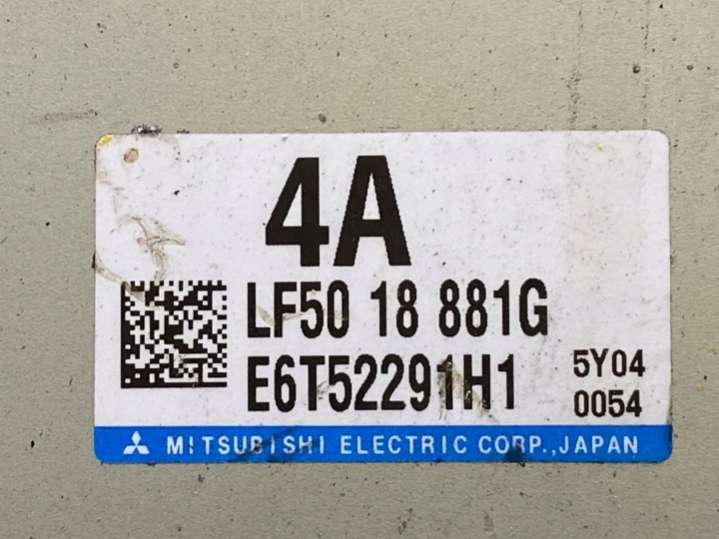 4A
LF50 18 881G
E6T52291H1 5Y04
0054
MITSUBISHI ELECTRIC CORP.,JAPAN